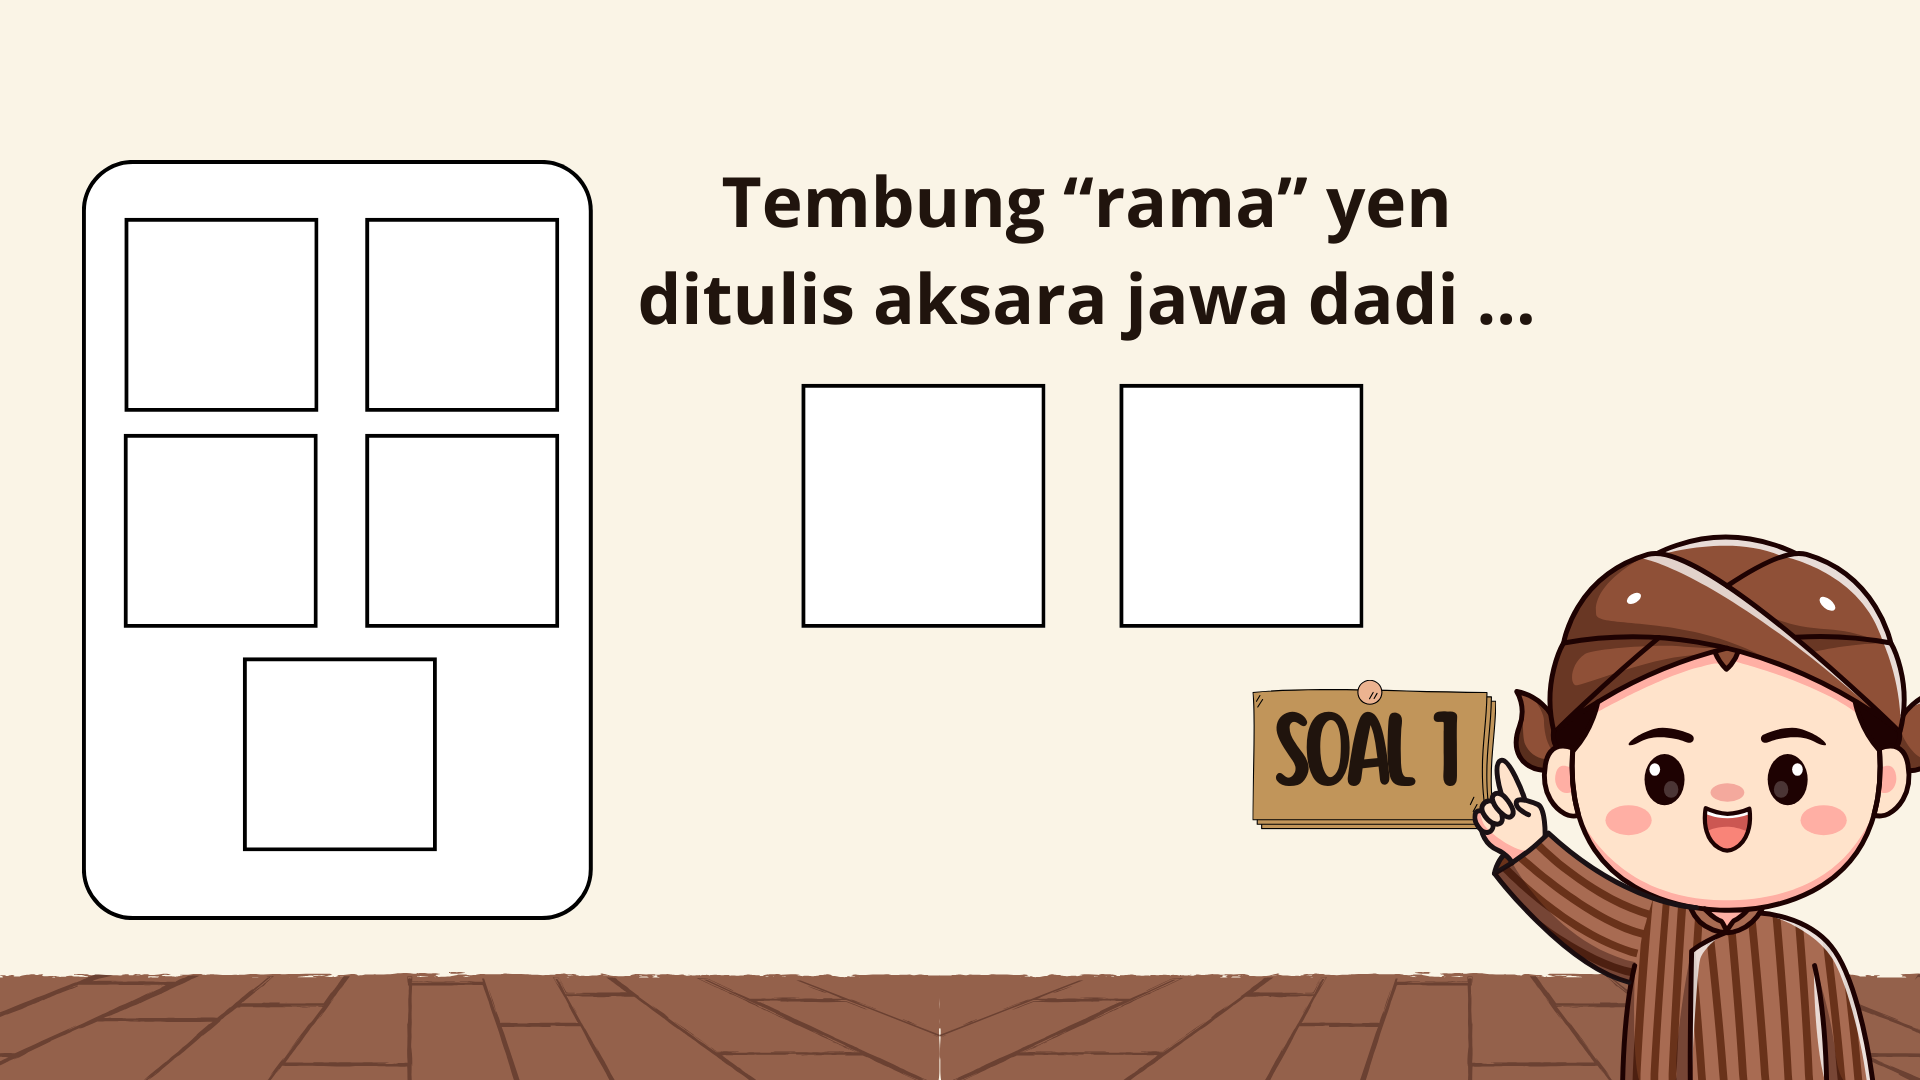 Tembung “rama” yen
ditulis aksara jawa dadi ...
SOAL 1